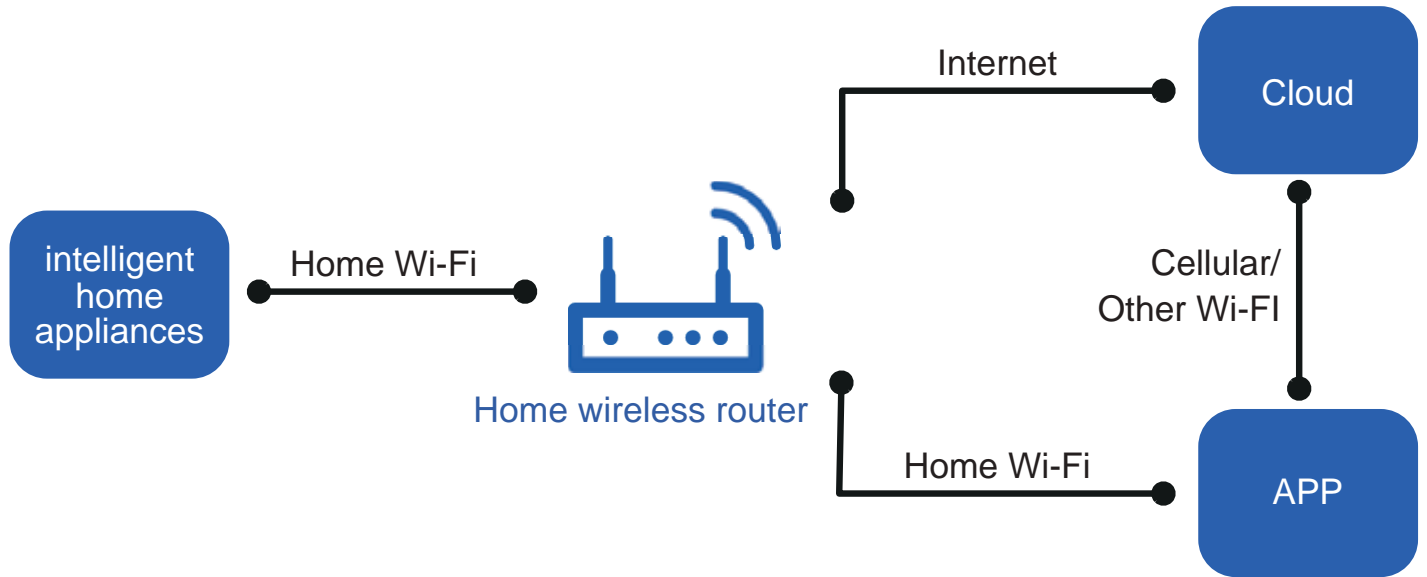 Internet
Cloud
intelligent
home
appliances
Home Wi-Fi
Cellular/
Other Wi-FI
Home wireless router
Home Wi-Fi
APP